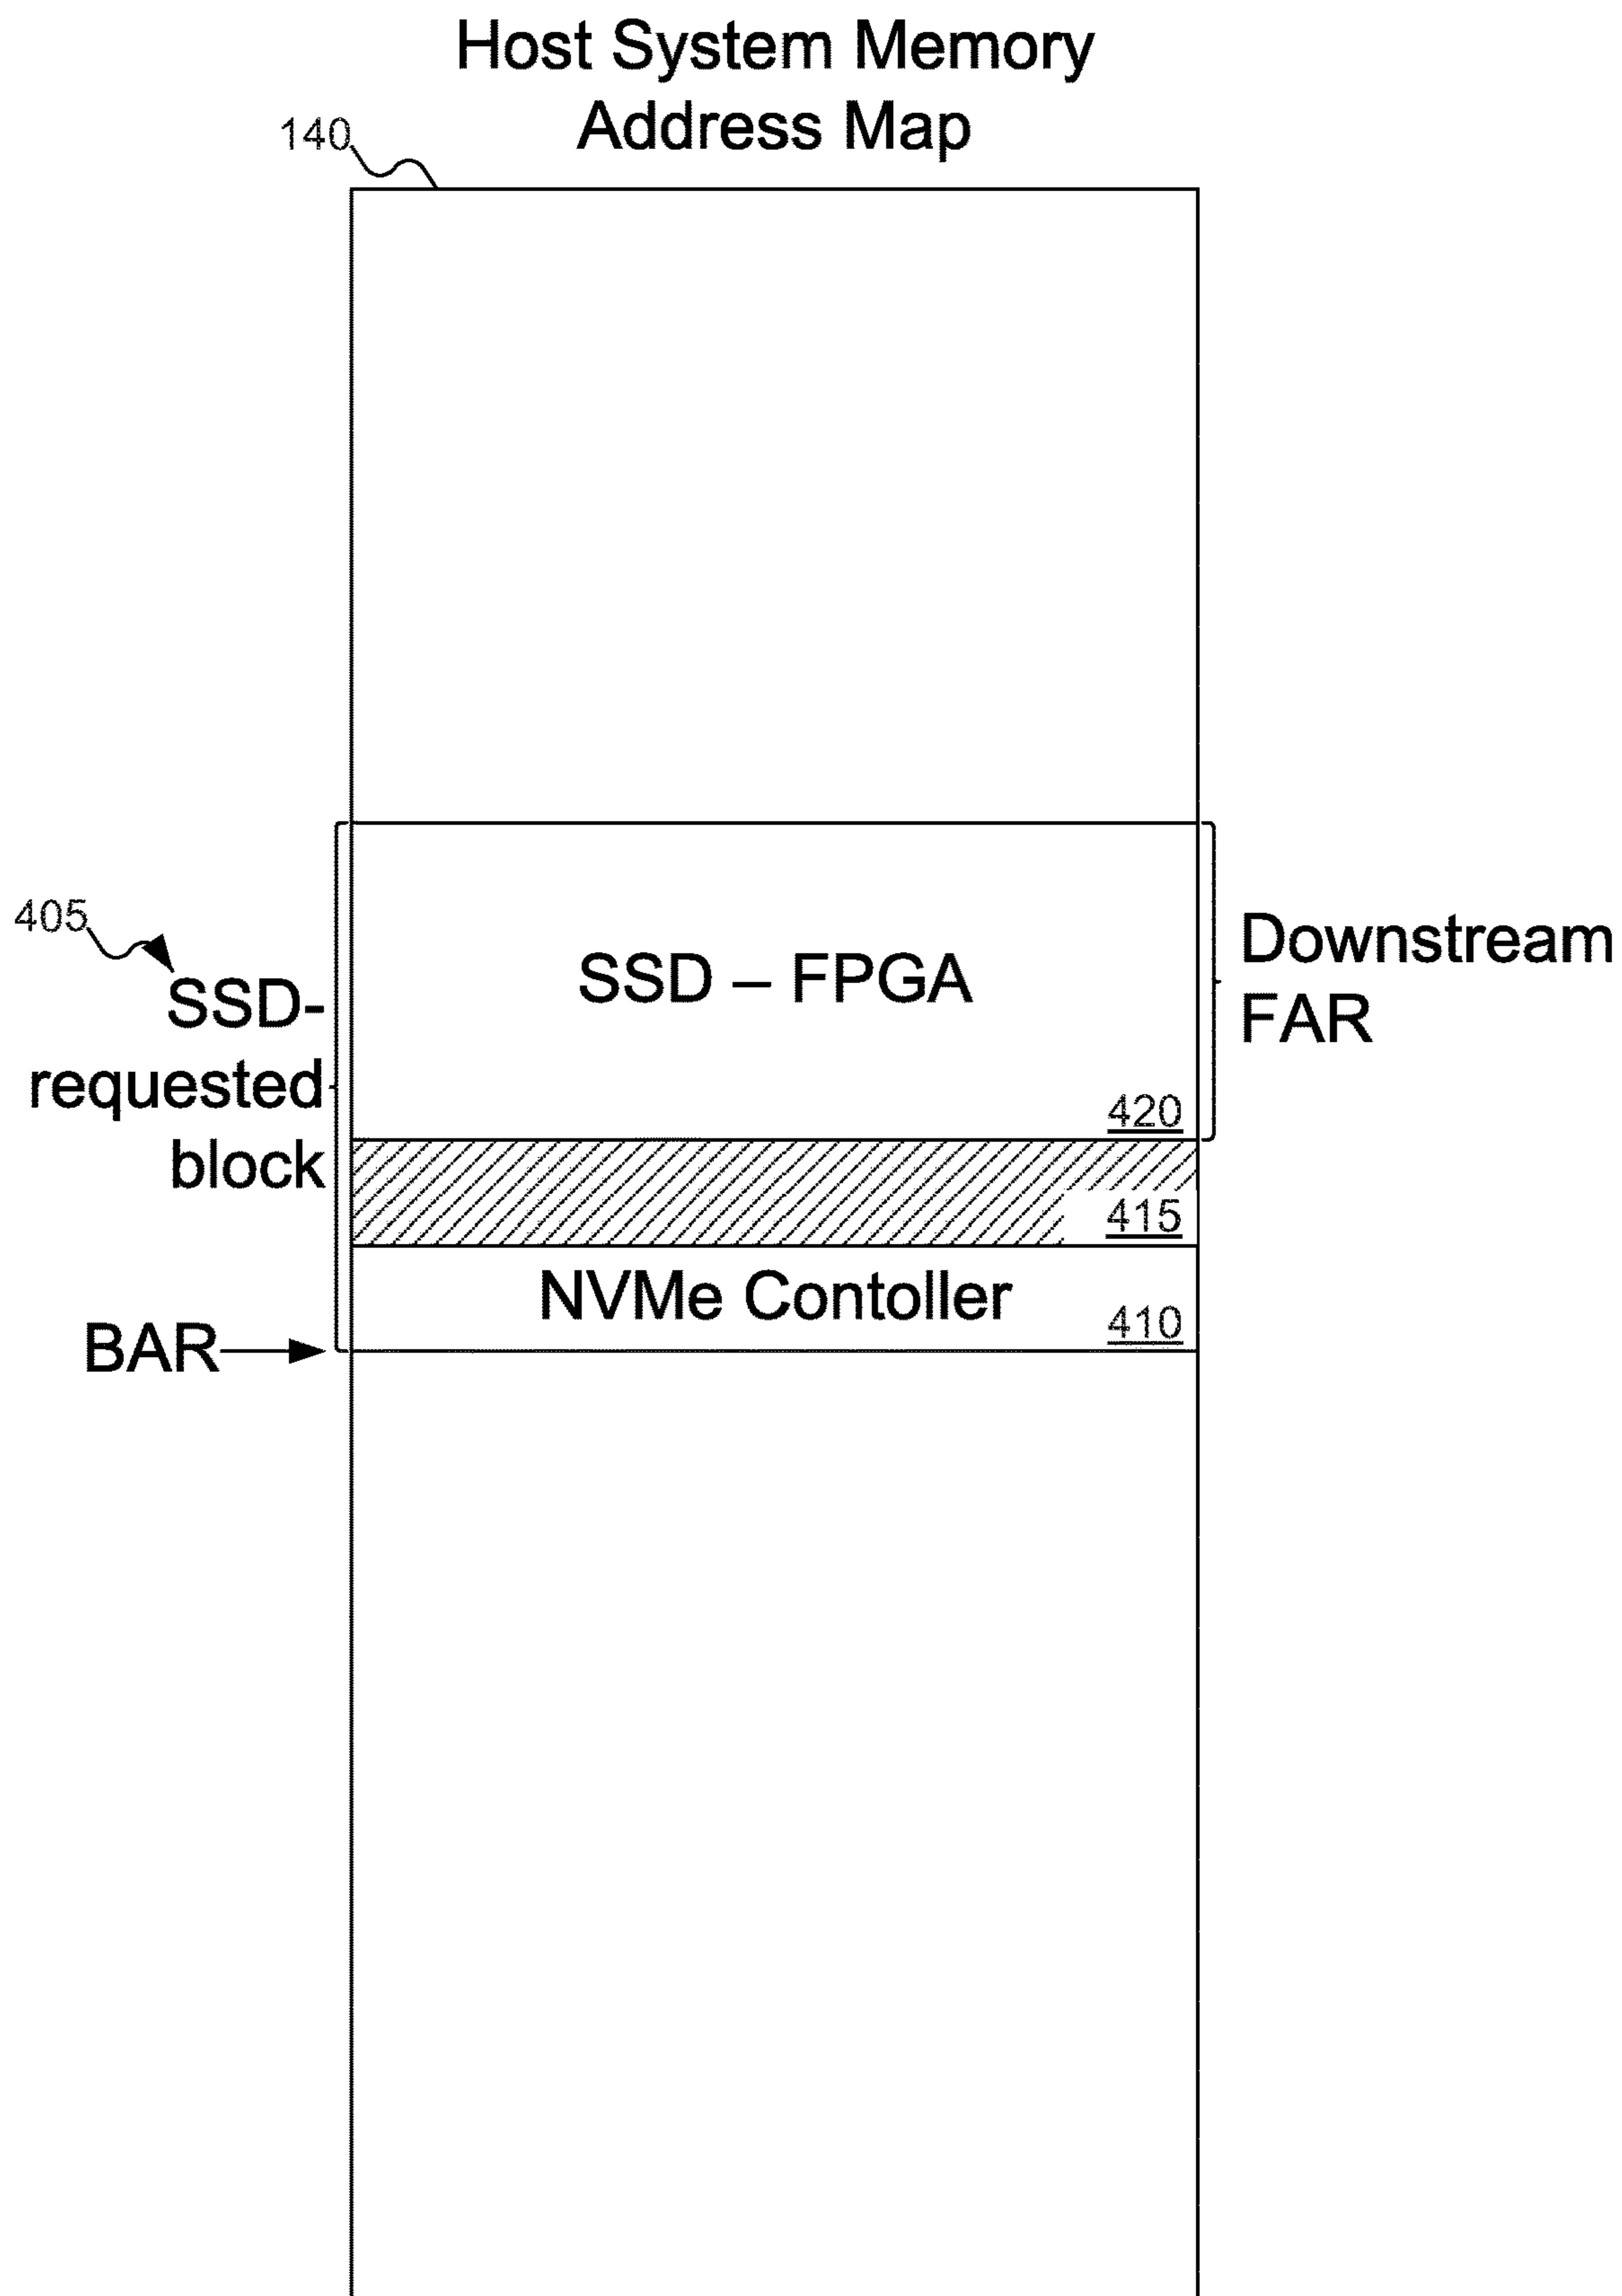 Host System Memory
Address Map
140
405
SSD-
requested
block
SSD – FPGA
420
Downstream
FAR
415
NVMe Contoller
410
BAR